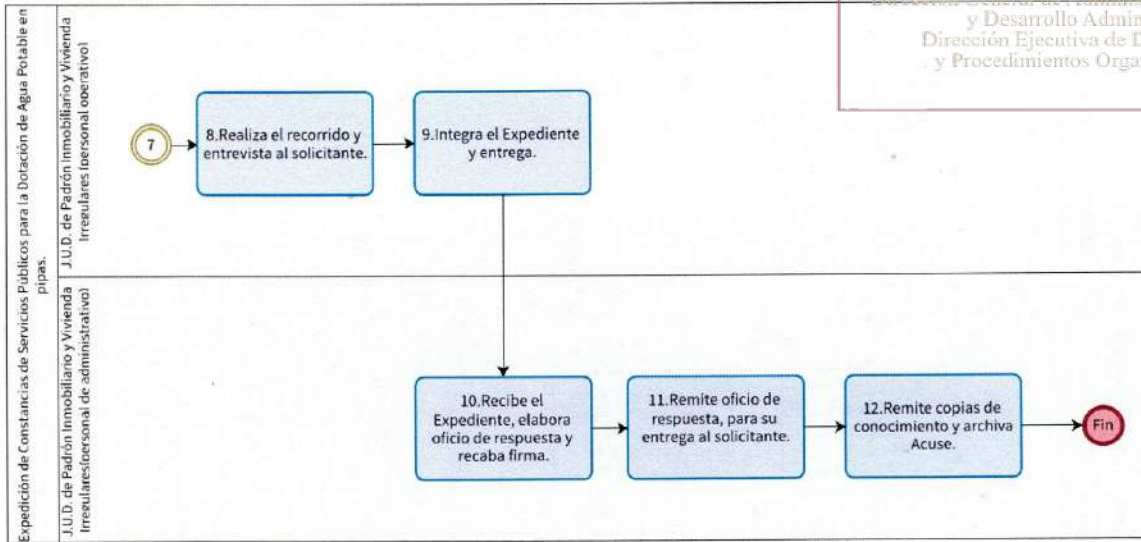 y Desarrollo Admin
Dirección Ejecutiva de D
y Procedimientos Orga
Expedición de Constancias de Servicios Públicos para la Dotación de Agua Potable en
pipas.
J.U.D. de Padrón Inmobiliario y Vivienda
Irregulares (personal operativo)
7
8.Realiza el recorrido y
entrevista al solicitante.
9.Integra el Expediente
y entrega.
J.U.D. de Padrón Inmobiliario y Vivienda
Irregulares(personal de administrativo)
10.Recibe el
Expediente, elabora
oficio de respuesta y
recaba firma.
11.Remite oficio de
respuesta, para su
entrega al solicitante.
12.Remite copias de
conocimiento y archiva
Acuse.
Fin